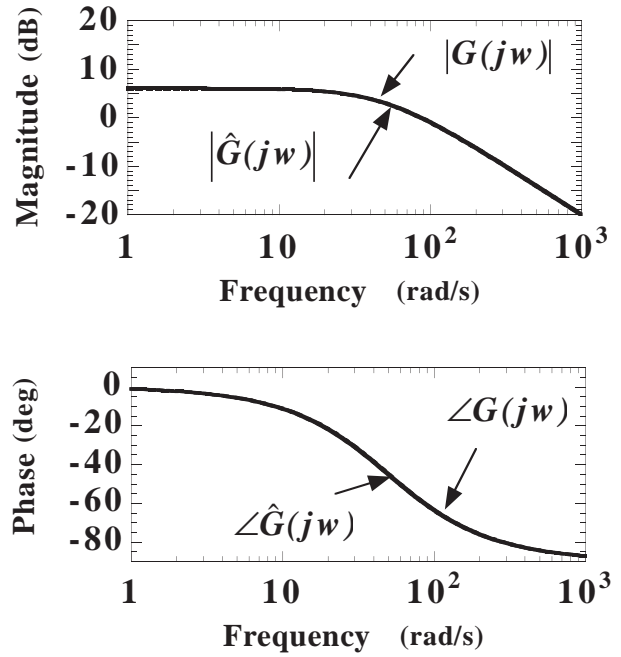 20
10
0
-10
-20
Magnitude (dB)
|G(jw)|
|Ĝ(jw)|
1 10 10² 10³
Frequency (rad/s)
0
-20
-40
-60
-80
Phase (deg)
∠G(jw)
∠Ĝ(jw)
1 10 10² 10³
Frequency (rad/s)